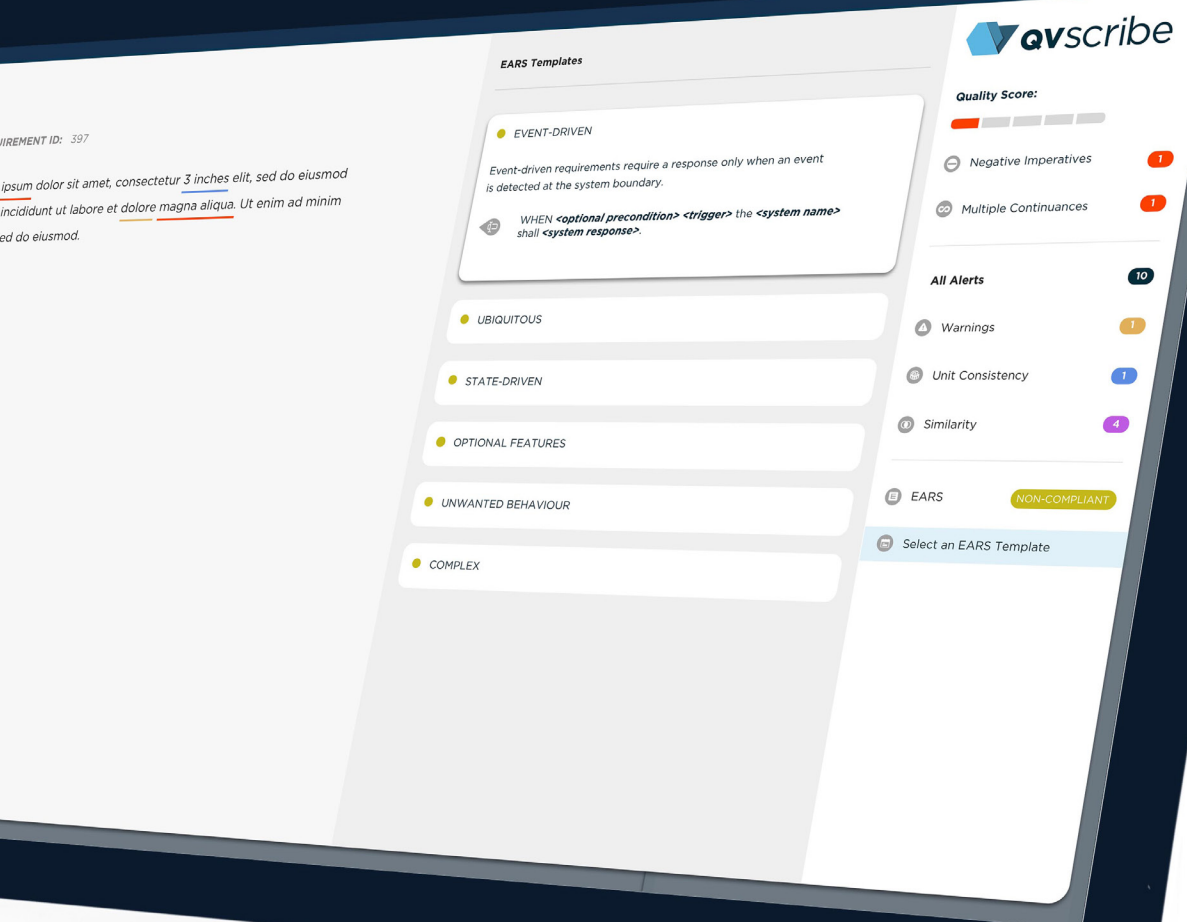 UIREMENT ID: 397
ipsum dolor sit amet, consectetur 3 inches elit, sed do eiusmod
incididunt ut labore et dolore magna aliqua. Ut enim ad minim
ed do eiusmod.
EARS Templates
EVENT-DRIVEN
Event-driven requirements require a response only when an event
is detected at the system boundary.
WHEN <optional precondition> <trigger> the <system name>
shall <system response>.
UBIQUITOUS
STATE-DRIVEN
OPTIONAL FEATURES
UNWANTED BEHAVIOUR
COMPLEX
QVscribe
Quality Score:
Negative Imperatives 1
Multiple Continuances 1
All Alerts 10
Warnings 1
Unit Consistency 1
Similarity 4
EARS NON-COMPLIANT
Select an EARS Template